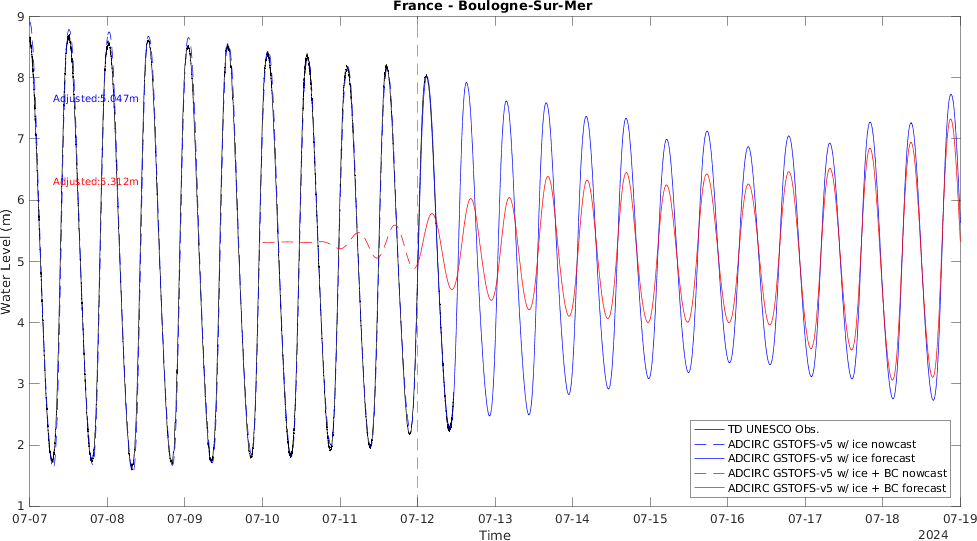 France - Boulogne-Sur-Mer
9
8
Adjusted:5.047m
7
Adjusted:5.312m
6
Water Level (m)
5
4
3
2
1
TD UNESCO Obs.
ADCIRC GSTOFS-v5 w/ ice nowcast
ADCIRC GSTOFS-v5 w/ ice forecast
ADCIRC GSTOFS-v5 w/ ice + BC nowcast
ADCIRC GSTOFS-v5 w/ ice + BC forecast
07-07 07-08 07-09 07-10 07-11 07-12 07-13 07-14 07-15 07-16 07-17 07-18 07-19
Time
2024